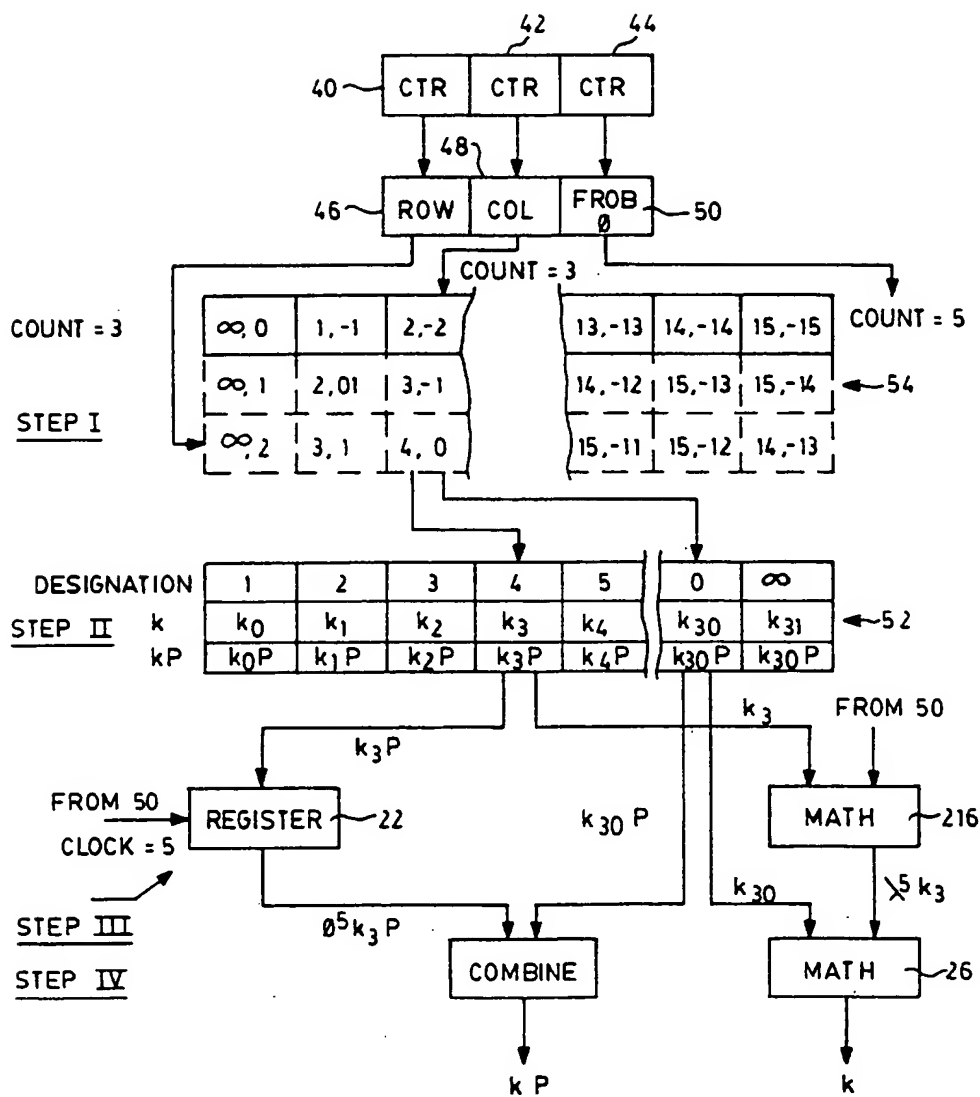 42 44
40 CTR CTR CTR
48
46 ROW COL FROB Ø 50
COUNT = 3
COUNT = 3 COUNT = 5
∞, 0 1, -1 2, -2 13, -13 14, -14 15, -15
∞, 1 2, 01 3, -1 14, -12 15, -13 15, -14 54
STEP I
∞, 2 3, 1 4, 0 15, -11 15, -12 14, -13
DESIGNATION 1 2 3 4 5 0 ∞
STEP II k k0 k1 k2 k3 k4 k30 k31 52
kP k0P k1P k2P k3P k4P k30P k30P
k3P k3 FROM 50
FROM 50 REGISTER 22 k30 P MATH 216
CLOCK = 5
k30 λ5 k3
STEP III
Ø5 k3 P
STEP IV COMBINE MATH 26
k P k